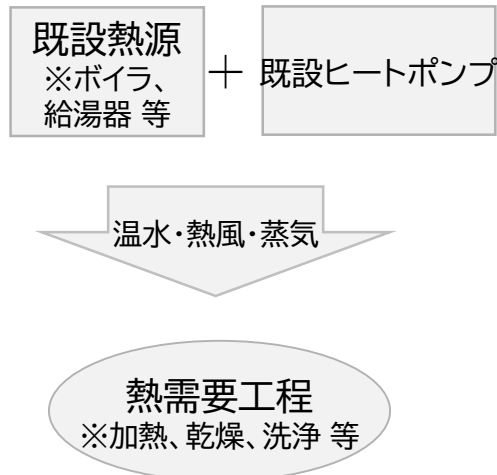 既設熱源
※ボイラ、
給湯器 等
＋
既設ヒートポンプ
温水・熱風・蒸気
熱需要工程
※加熱、乾燥、洗浄 等